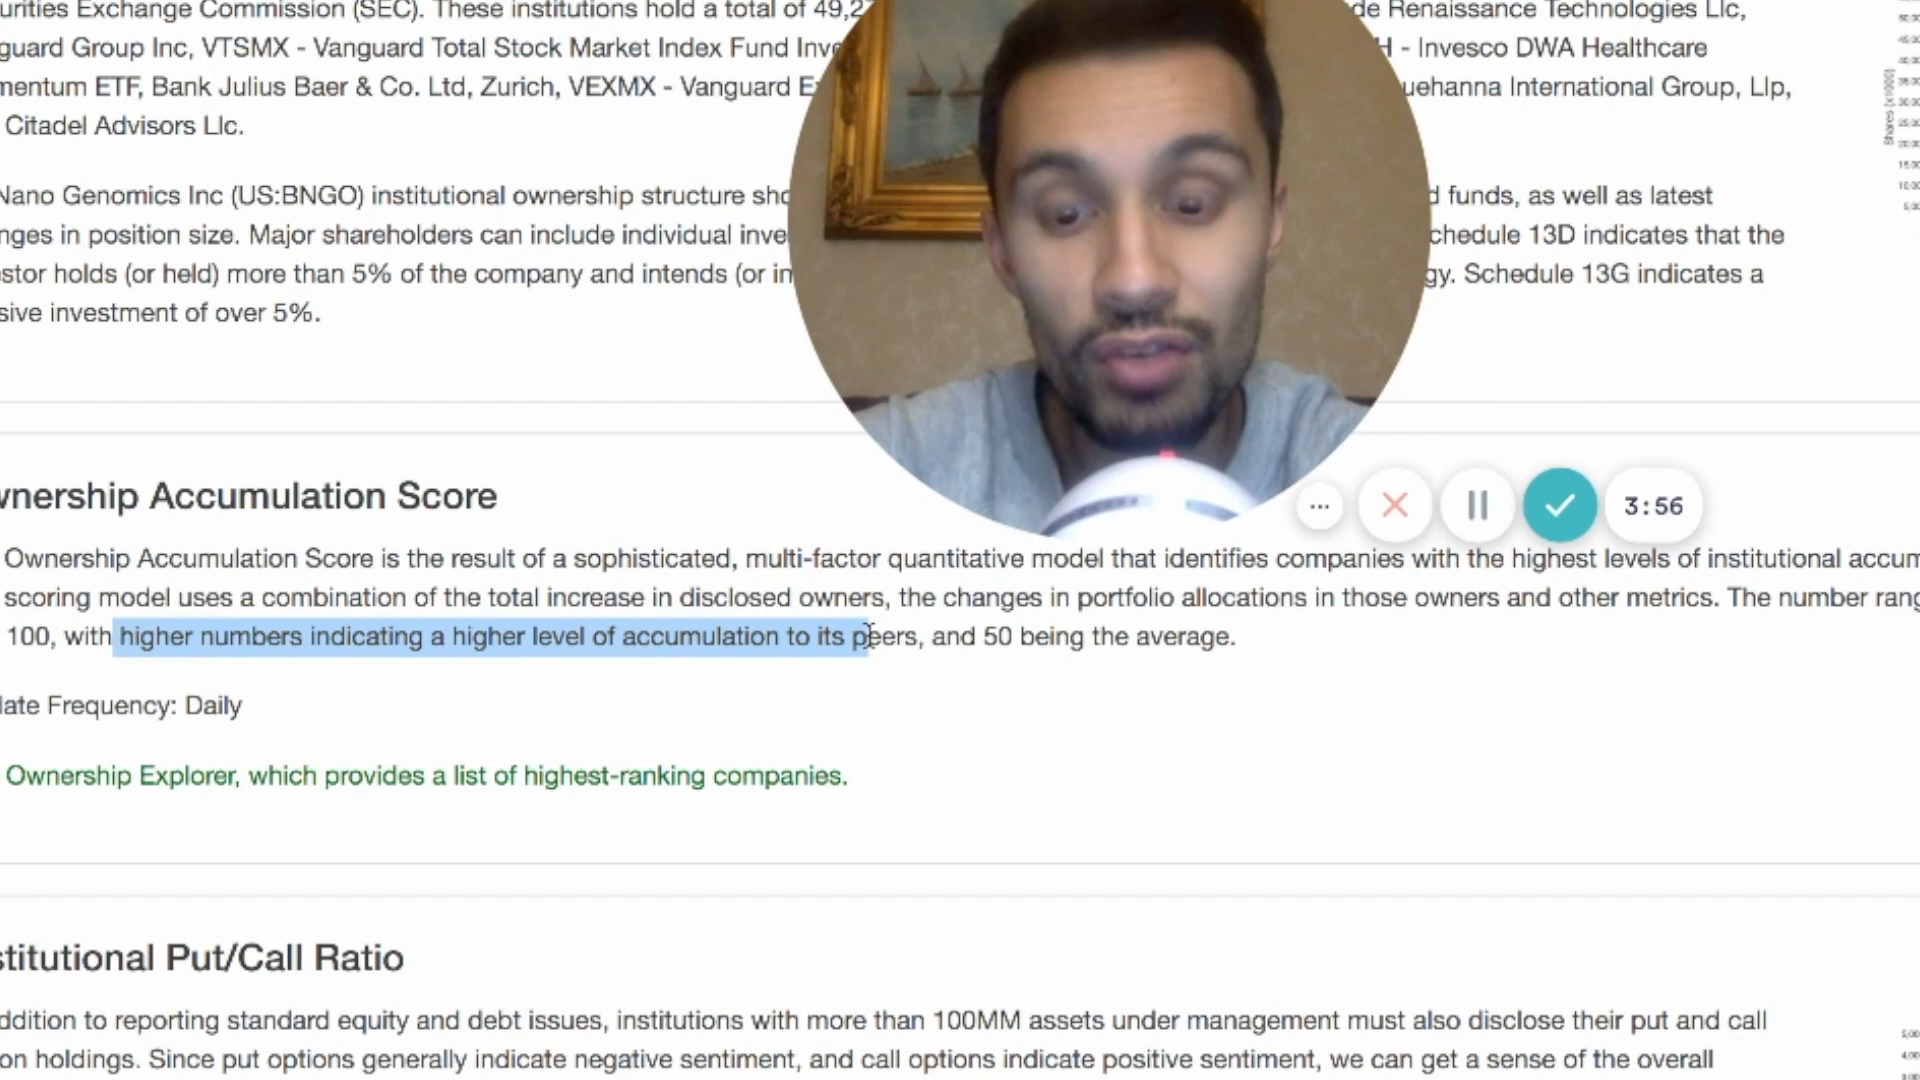 urities Exchange Commission (SEC). These institutions hold a total of 49,2 de Renaissance Technologies Llc,
guard Group Inc, VTSMX - Vanguard Total Stock Market Index Fund Inve H - Invesco DWA Healthcare
mentum ETF, Bank Julius Baer & Co. Ltd, Zurich, VEXMX - Vanguard E uehanna International Group, Llp,
Citadel Advisors Llc.
Nano Genomics Inc (US:BNGO) institutional ownership structure sho d funds, as well as latest
nges in position size. Major shareholders can include individual inve chedule 13D indicates that the
stor holds (or held) more than 5% of the company and intends (or in gy. Schedule 13G indicates a
sive investment of over 5%.
Shares (x1000)
3:56
wnership Accumulation Score
Ownership Accumulation Score is the result of a sophisticated, multi-factor quantitative model that identifies companies with the highest levels of institutional accum
scoring model uses a combination of the total increase in disclosed owners, the changes in portfolio allocations in those owners and other metrics. The number rang
100, with higher numbers indicating a higher level of accumulation to its peers, and 50 being the average.
late Frequency: Daily
Ownership Explorer, which provides a list of highest-ranking companies.
stitutional Put/Call Ratio
ddition to reporting standard equity and debt issues, institutions with more than 100MM assets under management must also disclose their put and call
on holdings. Since put options generally indicate negative sentiment, and call options indicate positive sentiment, we can get a sense of the overall